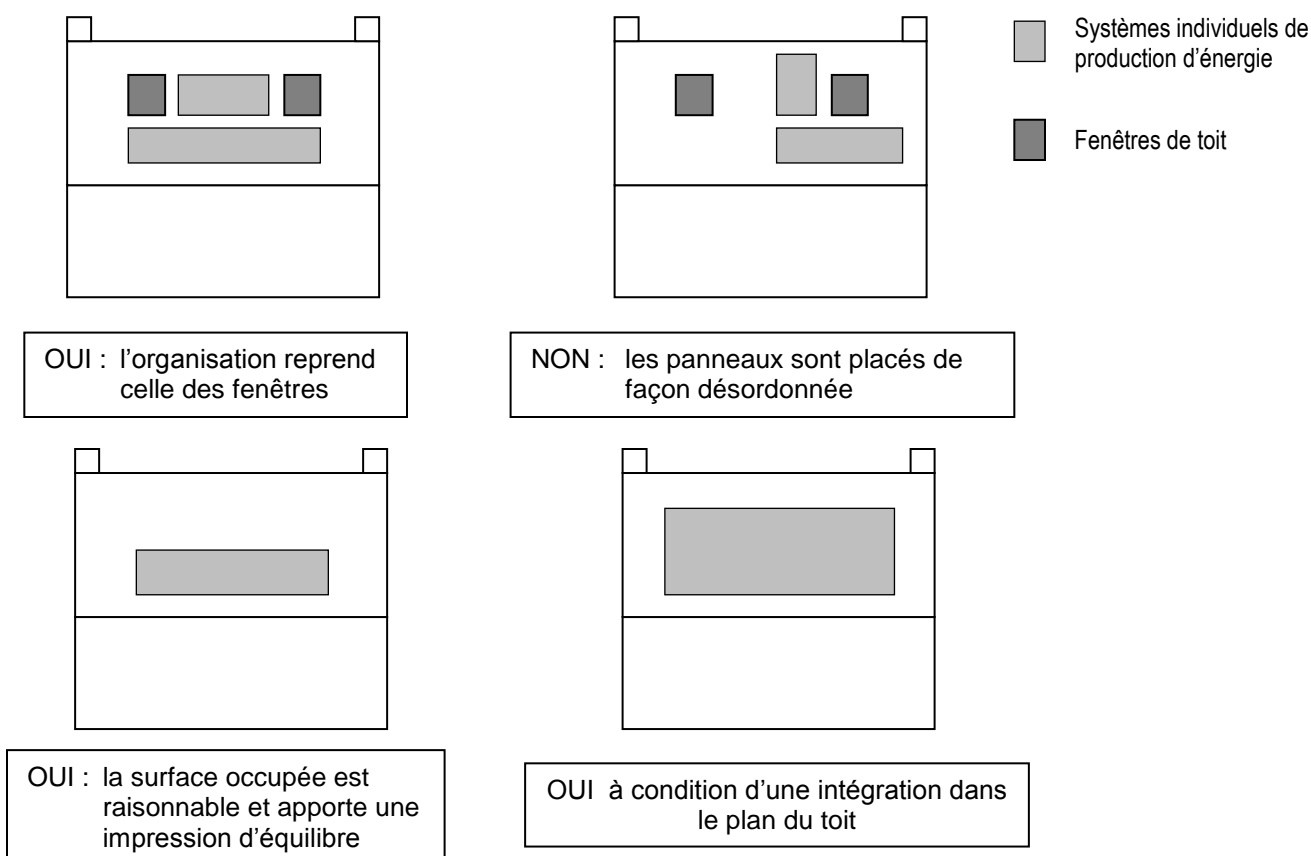 Systèmes individuels de
production d’énergie
Fenêtres de toit
OUI : l’organisation reprend
celle des fenêtres
NON : les panneaux sont placés de
façon désordonnée
OUI : la surface occupée est
raisonnable et apporte une
impression d’équilibre
OUI à condition d’une intégration dans
le plan du toit